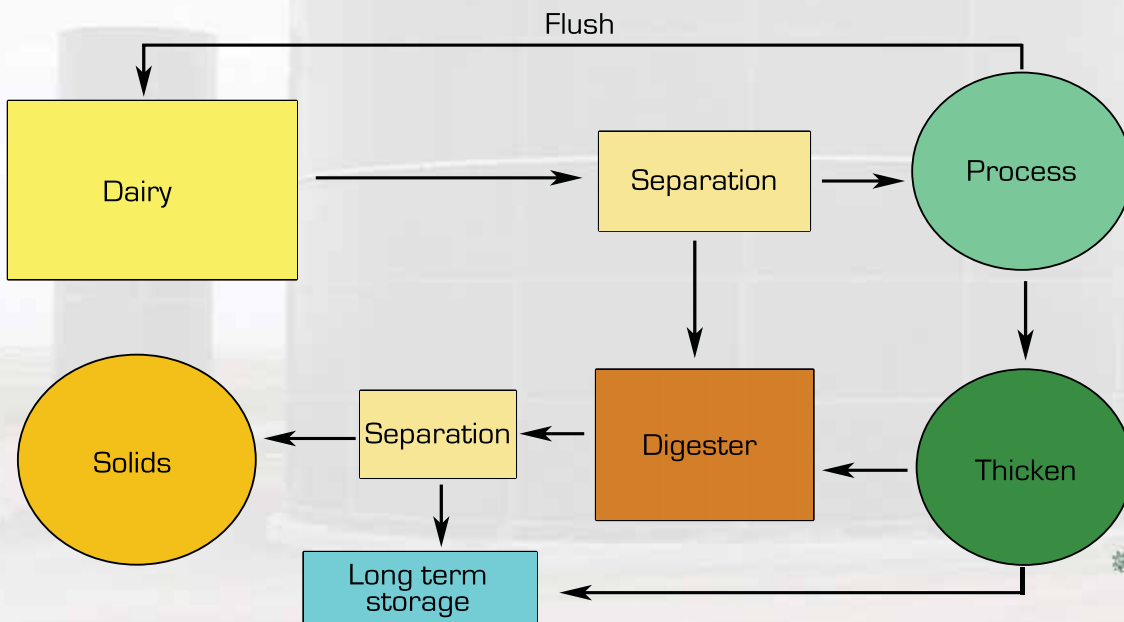 Flush
Dairy
Separation
Process
Solids
Separation
Digester
Thicken
Long term
storage